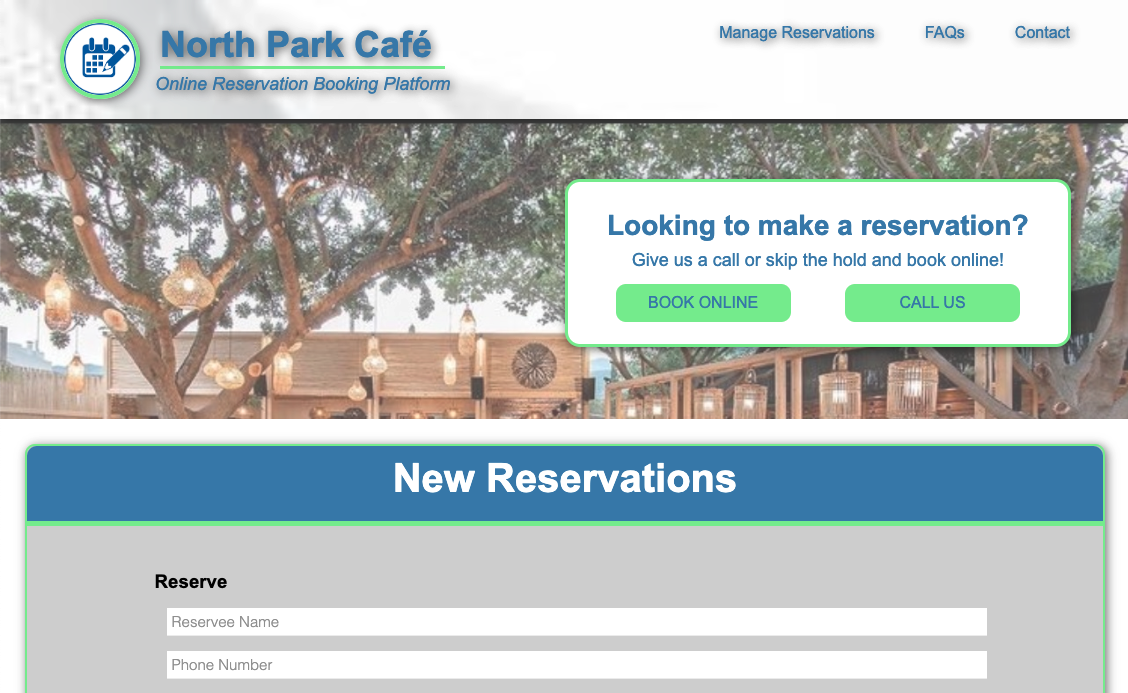 North Park Café
Online Reservation Booking Platform
Manage Reservations FAQs Contact
Looking to make a reservation?
Give us a call or skip the hold and book online!
BOOK ONLINE CALL US
New Reservations
Reserve
Reservee Name
Phone Number